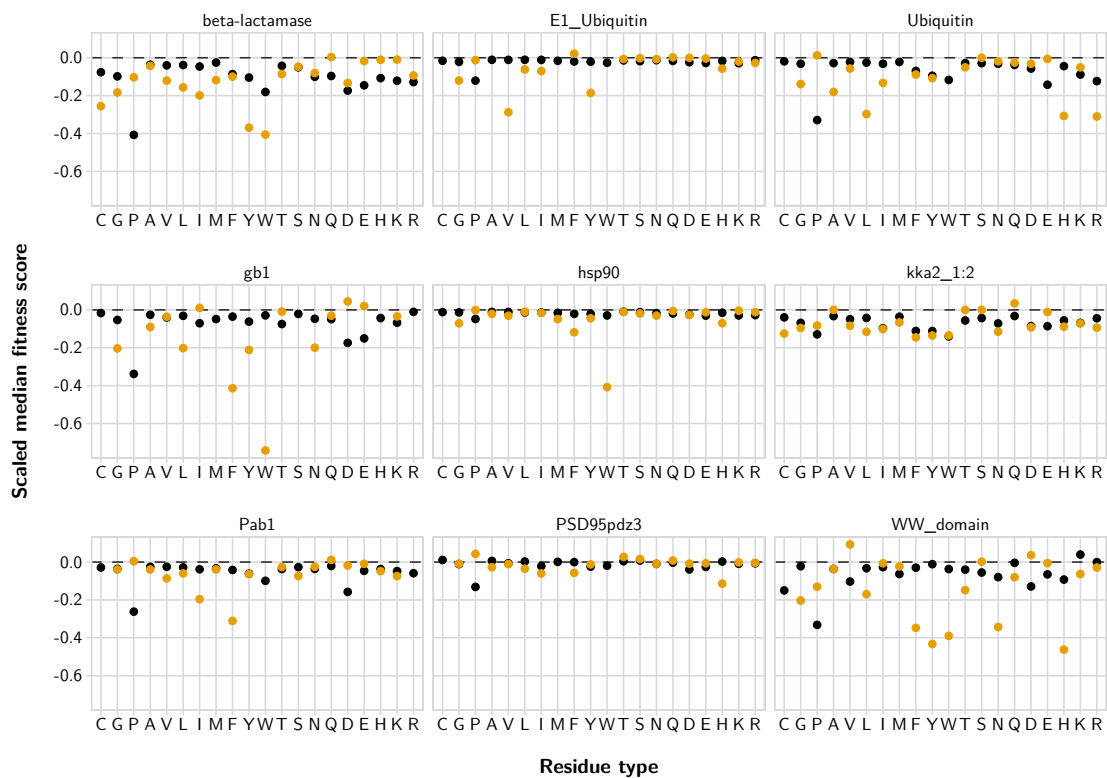 beta-lactamase E1_Ubiquitin Ubiquitin
0.0
-0.2
-0.4
-0.6
C G P A V L I M F Y W T S N Q D E H K R C G P A V L I M F Y W T S N Q D E H K R C G P A V L I M F Y W T S N Q D E H K R
Scaled median fitness score
gb1 hsp90 kka2_1:2
0.0
-0.2
-0.4
-0.6
C G P A V L I M F Y W T S N Q D E H K R C G P A V L I M F Y W T S N Q D E H K R C G P A V L I M F Y W T S N Q D E H K R
Pab1 PSD95pdz3 WW_domain
0.0
-0.2
-0.4
-0.6
C G P A V L I M F Y W T S N Q D E H K R C G P A V L I M F Y W T S N Q D E H K R C G P A V L I M F Y W T S N Q D E H K R
Residue type